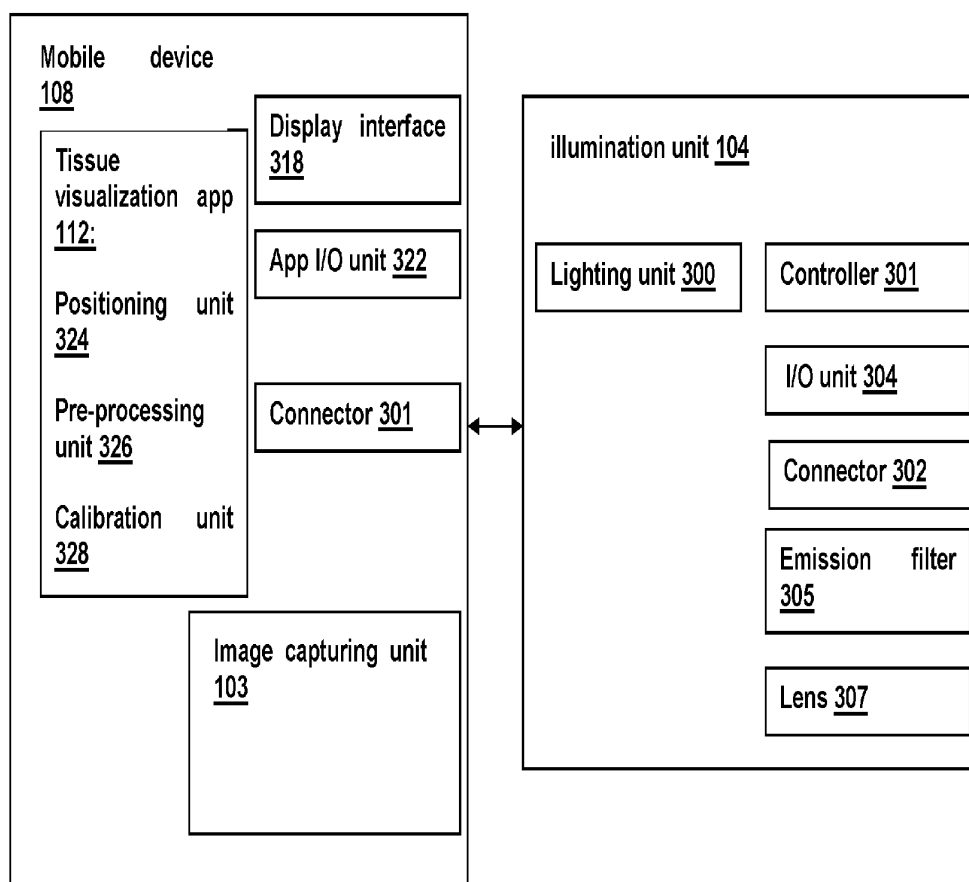 Mobile device
108
Tissue
visualization app
112:
Positioning unit
324
Pre-processing
unit 326
Calibration unit
328
Display interface
318
App I/O unit 322
Connector 301
Image capturing unit
103
illumination unit 104
Lighting unit 300
Controller 301
I/O unit 304
Connector 302
Emission filter
305
Lens 307